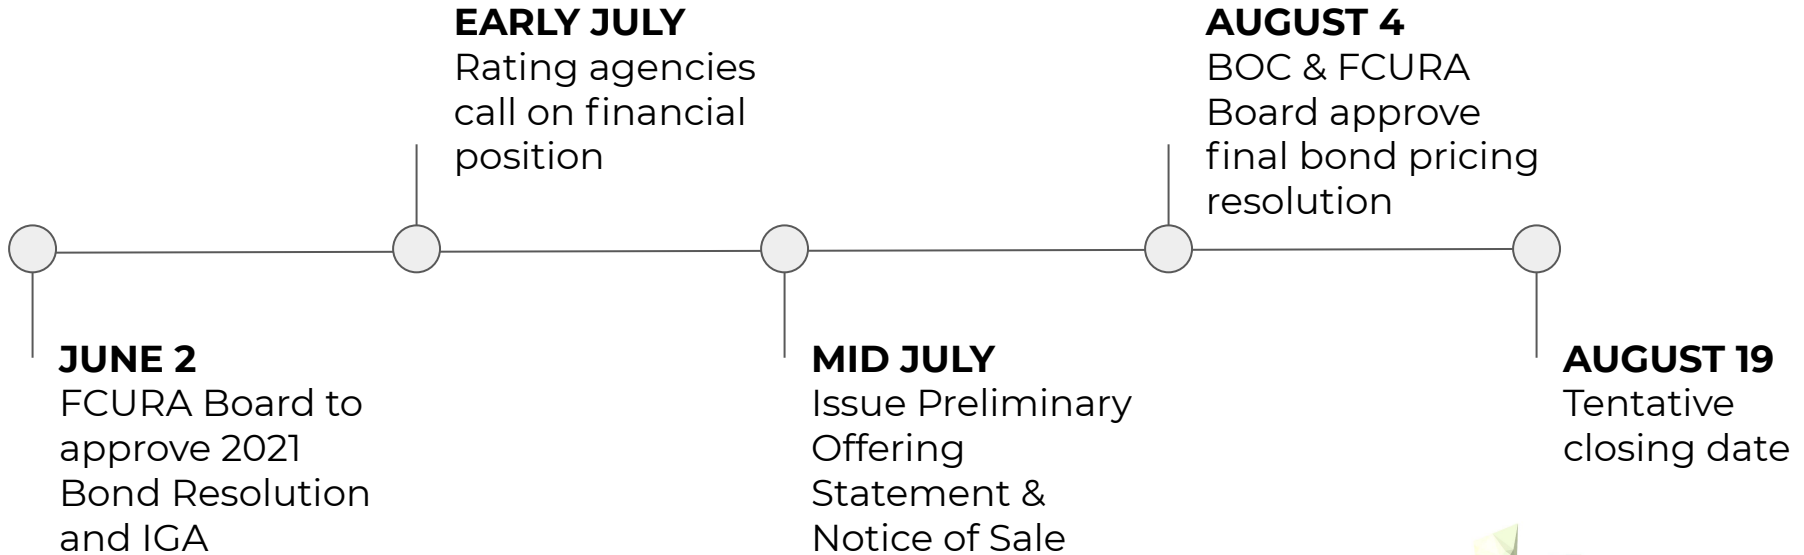 EARLY JULY
Rating agencies
call on financial
position
AUGUST 4
BOC & FCURA
Board approve
final bond pricing
resolution
JUNE 2
FCURA Board to
approve 2021
Bond Resolution
and IGA
MID JULY
Issue Preliminary
Offering
Statement &
Notice of Sale
AUGUST 19
Tentative
closing date